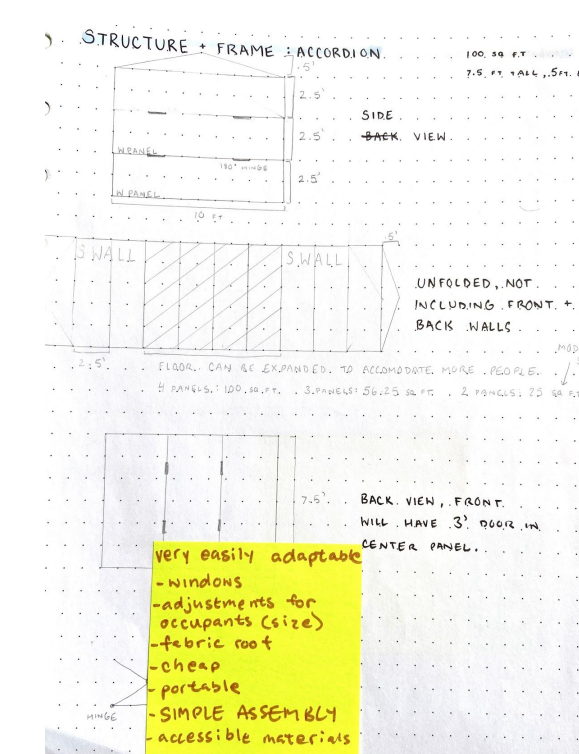 STRUCTURE + FRAME : ACCORDION
100 SQ F.T
7.5 FT TALL, .5FT.
.5'
2.5'
SIDE
BACK VIEW
2.5'
W PANEL
180° HINGE
2.5'
W PANEL
10 FT
.5'
S WALL
S WALL
UNFOLDED, NOT
INCLUDING FRONT +
BACK WALLS
2.5'
FLOOR CAN BE EXPANDED TO ACCOMODATE MORE PEOPLE.
4 PANELS: 100 SQ.FT. 3 PANELS: 56.25 SQ FT. 2 PANELS: 25 SQ FT
7.5'
BACK VIEW, FRONT
WILL HAVE 3' DOOR IN
CENTER PANEL.
very easily adaptable
- windows
- adjustments for
occupants (size)
- febric roof
- cheap
- portable
- SIMPLE ASSEMBLY
- accessible materials
HINGE